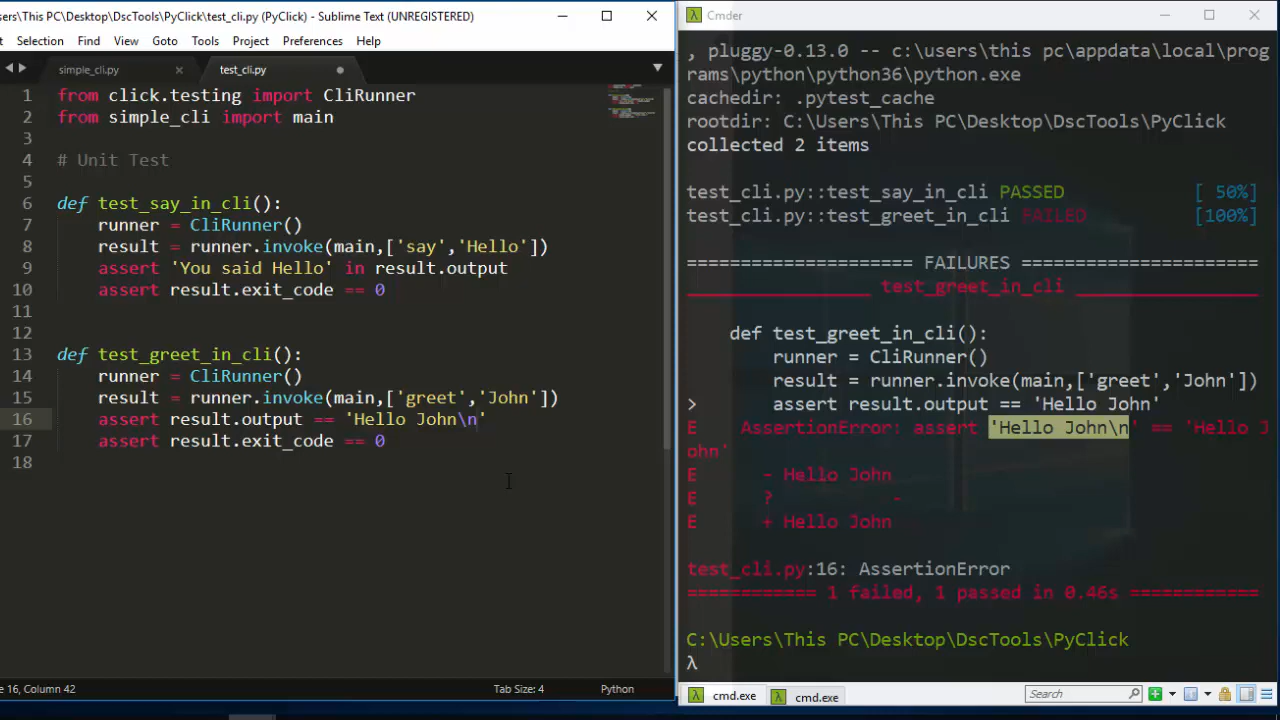 ers\This PC\Desktop\DscTools\PyClick\test_cli.py (PyClick) - Sublime Text (UNREGISTERED)
Selection Find View Goto Tools Project Preferences Help
simple_cli.py test_cli.py
1 from click.testing import CliRunner
2 from simple_cli import main
3
4 # Unit Test
5
6 def test_say_in_cli():
7 runner = CliRunner()
8 result = runner.invoke(main,['say','Hello'])
9 assert 'You said Hello' in result.output
10 assert result.exit_code == 0
11
12
13 def test_greet_in_cli():
14 runner = CliRunner()
15 result = runner.invoke(main,['greet','John'])
16 assert result.output == 'Hello John\n'
17 assert result.exit_code == 0
18
e 16, Column 42 Tab Size: 4 Python
Cmder
, pluggy-0.13.0 -- c:\users\this pc\appdata\local\prog
rams\python\python36\python.exe
cachedir: .pytest_cache
rootdir: C:\Users\This PC\Desktop\DscTools\PyClick
collected 2 items
test_cli.py::test_say_in_cli PASSED [ 50%]
test_cli.py::test_greet_in_cli FAILED [100%]
===================== FAILURES ======================
_________________ test_greet_in_cli _________________
def test_greet_in_cli():
runner = CliRunner()
result = runner.invoke(main,['greet','John'])
> assert result.output == 'Hello John'
E AssertionError: assert 'Hello John\n' == 'Hello J
ohn'
E - Hello John
E ? -
E + Hello John
test_cli.py:16: AssertionError
============ 1 failed, 1 passed in 0.46s ============
C:\Users\This PC\Desktop\DscTools\PyClick
λ
cmd.exe cmd.exe Search